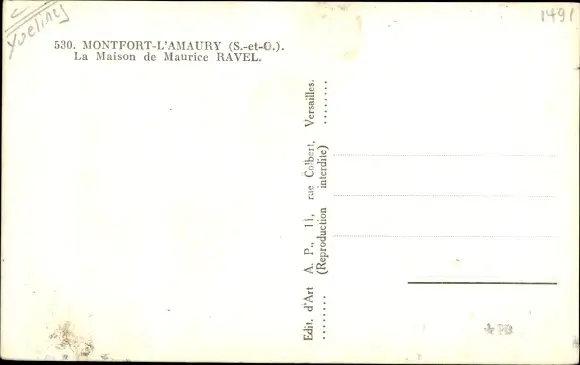 Yvelines
1491
530. MONTFORT-L'AMAURY (S.-et-O.).
La Maison de Maurice RAVEL.
Edit. d'Art A. P., 11, rue Colbert, Versailles.
......... (Reproduction interdite) .........